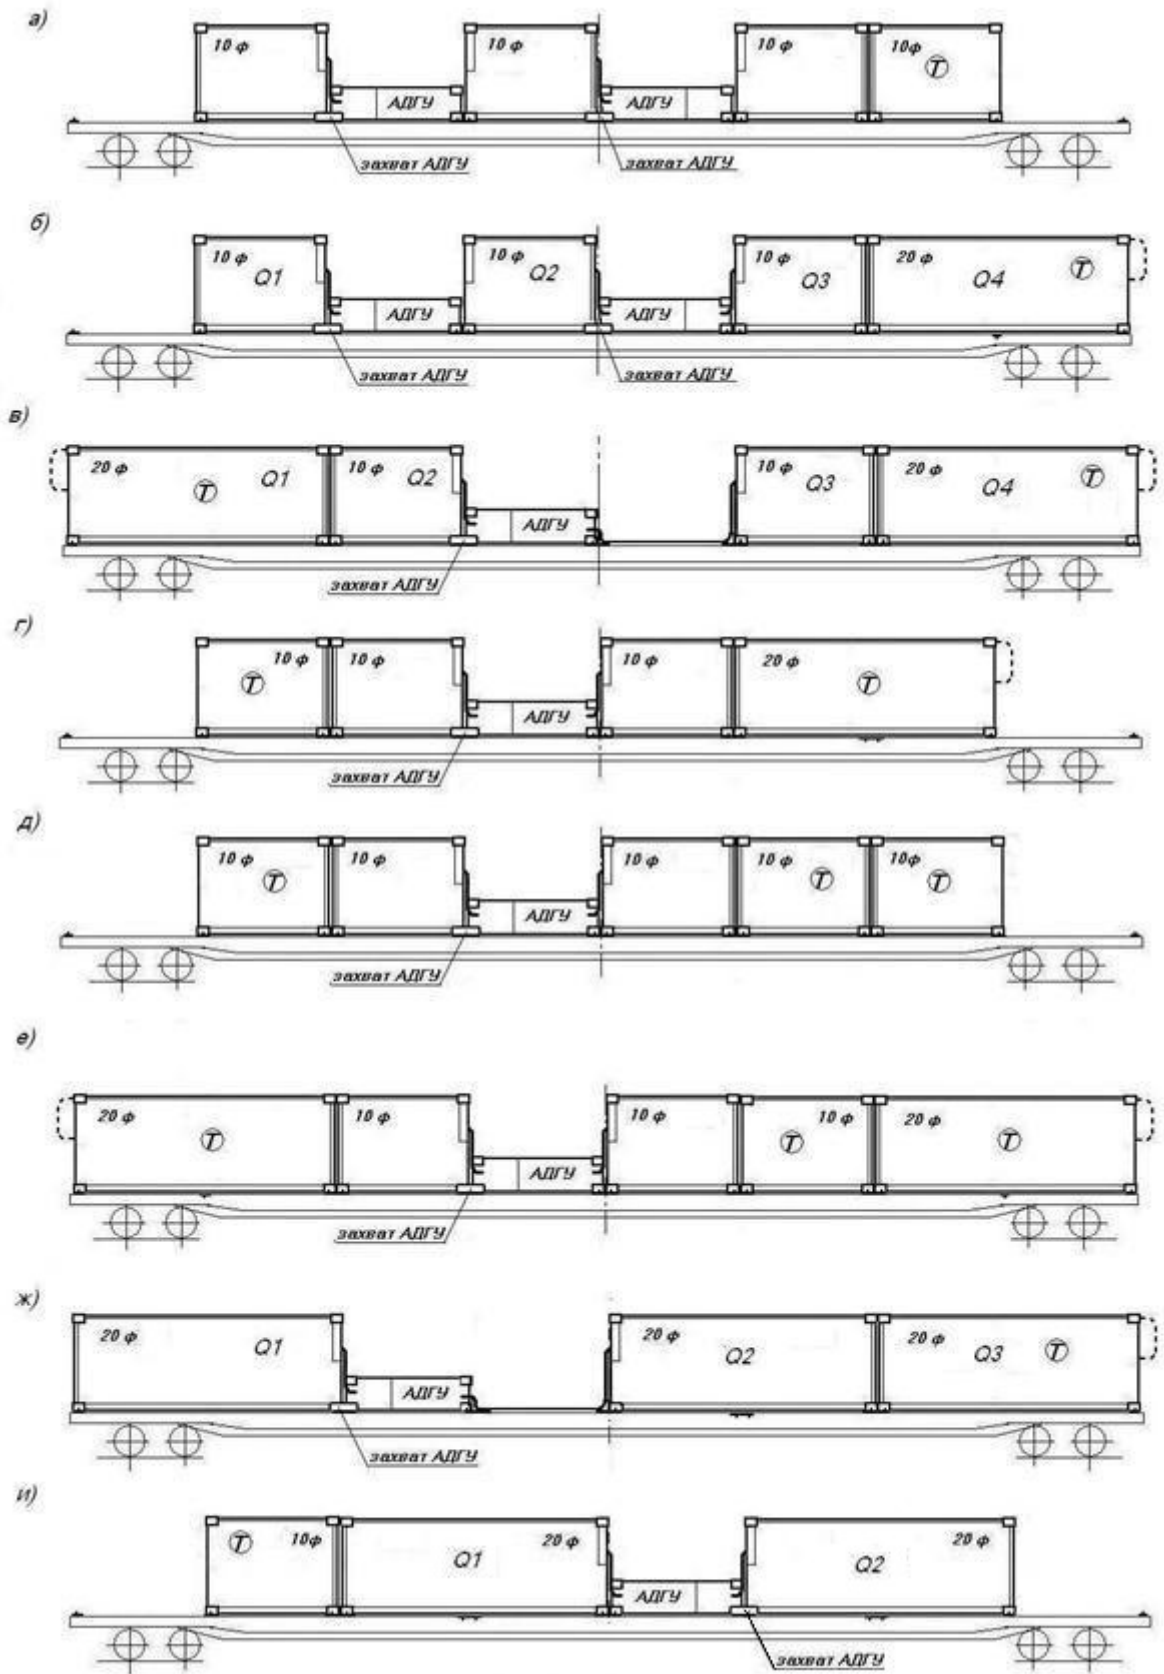 а)
10 ф 10 ф 10 ф 10ф T
АДГУ АДГУ
захват АДГУ захват АДГУ
б)
10 ф Q1 10 ф Q2 10 ф Q3 20 ф Q4 T
АДГУ АДГУ
захват АДГУ захват АДГУ
в)
20 ф T Q1 10 ф Q2 10 ф Q3 20 ф Q4 T
АДГУ
захват АДГУ
г)
T 10 ф 10 ф 10 ф 20 ф T
АДГУ
захват АДГУ
д)
10 ф T 10 ф 10 ф 10 ф T 10ф T
АДГУ
захват АДГУ
е)
20 ф T 10 ф 10 ф T 10 ф 20 ф T
АДГУ
захват АДГУ
ж)
20 ф Q1 20 ф Q2 20 ф Q3 T
АДГУ
захват АДГУ
и)
T 10ф Q1 20 ф Q2 20 ф
АДГУ
захват АДГУ